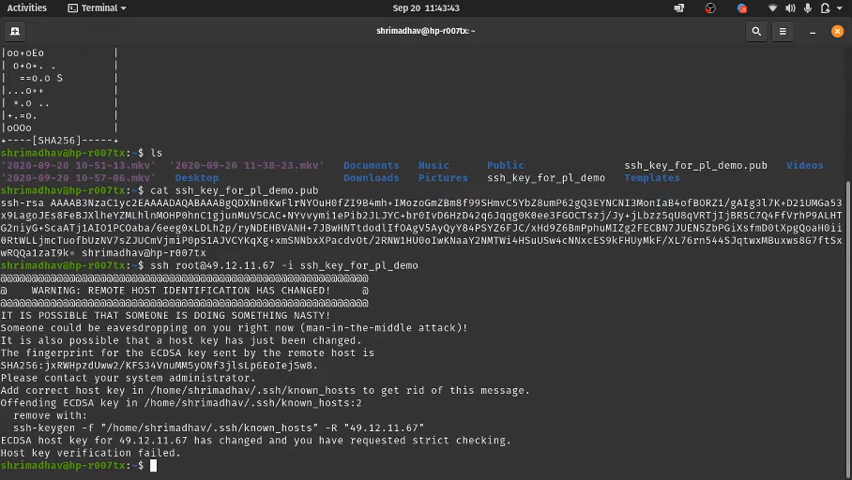 Activities Terminal Sep 20 11:43:43
shrimadhav@hp-r007tx: ~
|oo+oEo |
| o+o+. . |
| ==o.o S |
|...o++ |
| *.o .. |
|+.=o. |
|oOOo |
+----[SHA256]-----+
shrimadhav@hp-r007tx:~$ ls
'2020-09-20 10-51-13.mkv' '2020-09-20 11-38-23.mkv' Documents Music Public ssh_key_for_pl_demo.pub Videos
'2020-09-20 10-57-06.mkv' Desktop Downloads Pictures ssh_key_for_pl_demo Templates
shrimadhav@hp-r007tx:~$ cat ssh_key_for_pl_demo.pub
ssh-rsa
wRQQa1zaI9k= shrimadhav@hp-r007tx
shrimadhav@hp-r007tx:~$ ssh root@49.12.11.67 -i ssh_key_for_pl_demo
@@@@@@@@@@@@@@@@@@@@@@@@@@@@@@@@@@@@@@@@@@@@@@@@@@@@@@@@@@@
@ WARNING: REMOTE HOST IDENTIFICATION HAS CHANGED! @
@@@@@@@@@@@@@@@@@@@@@@@@@@@@@@@@@@@@@@@@@@@@@@@@@@@@@@@@@@@
IT IS POSSIBLE THAT SOMEONE IS DOING SOMETHING NASTY!
Someone could be eavesdropping on you right now (man-in-the-middle attack)!
It is also possible that a host key has just been changed.
The fingerprint for the ECDSA key sent by the remote host is
SHA256:jxRWHpzdUww2/KFS34VnuMM5yONf3jlsLp6EoIejSw8.
Please contact your system administrator.
Add correct host key in /home/shrimadhav/.ssh/known_hosts to get rid of this message.
Offending ECDSA key in /home/shrimadhav/.ssh/known_hosts:2
remove with:
ssh-keygen -f "/home/shrimadhav/.ssh/known_hosts" -R "49.12.11.67"
ECDSA host key for 49.12.11.67 has changed and you have requested strict checking.
Host key verification failed.
shrimadhav@hp-r007tx:~$